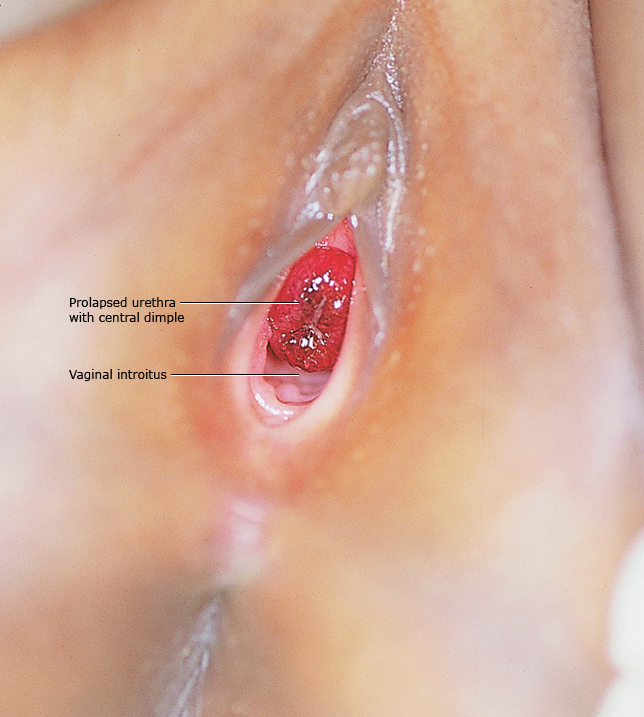 Prolapsed urethra
with central dimple
Vaginal introitus